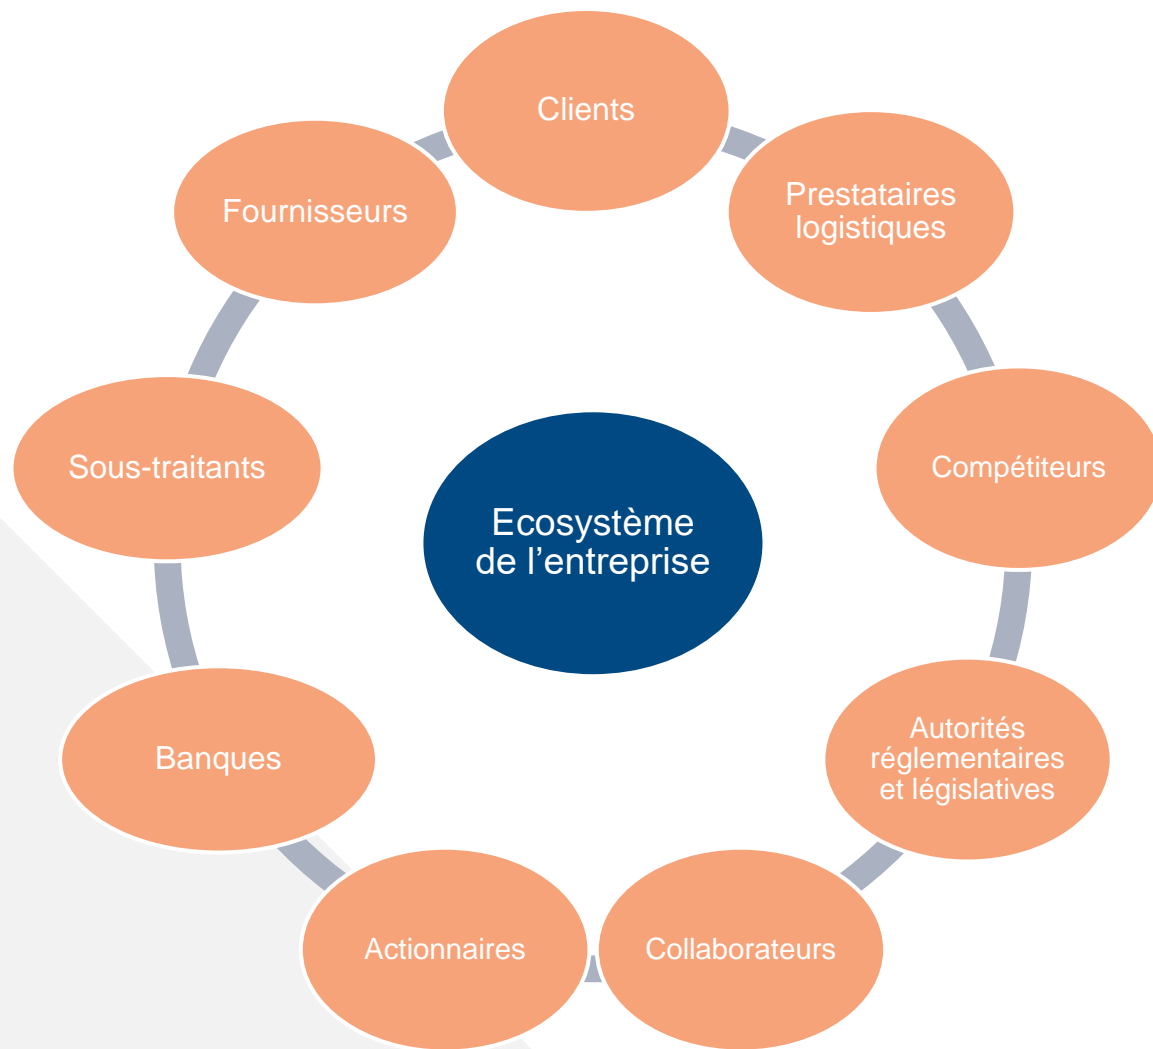 Clients
Prestataires
logistiques
Fournisseurs
Compétiteurs
Sous-traitants
Ecosystème
de l’entreprise
Autorités
réglementaires
et législatives
Banques
Collaborateurs
Actionnaires